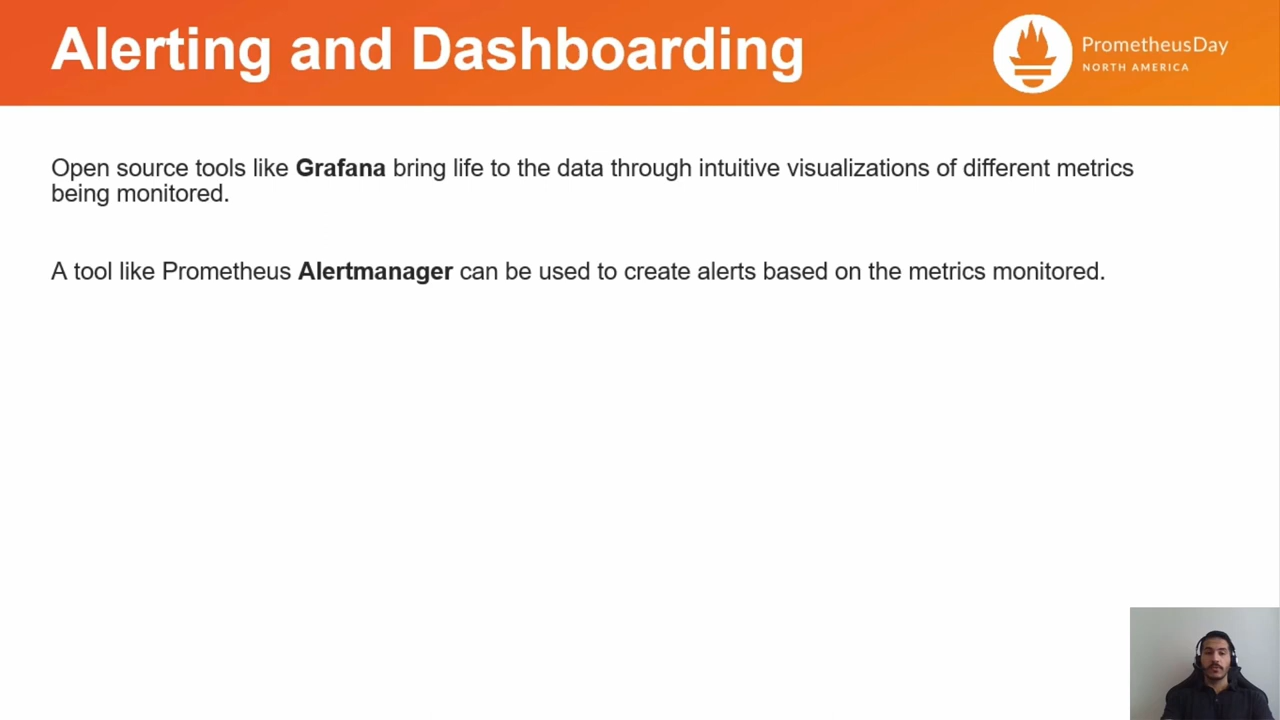 Alerting and Dashboarding
PrometheusDay
NORTH AMERICA
Open source tools like Grafana bring life to the data through intuitive visualizations of different metrics
being monitored.
A tool like Prometheus Alertmanager can be used to create alerts based on the metrics monitored.